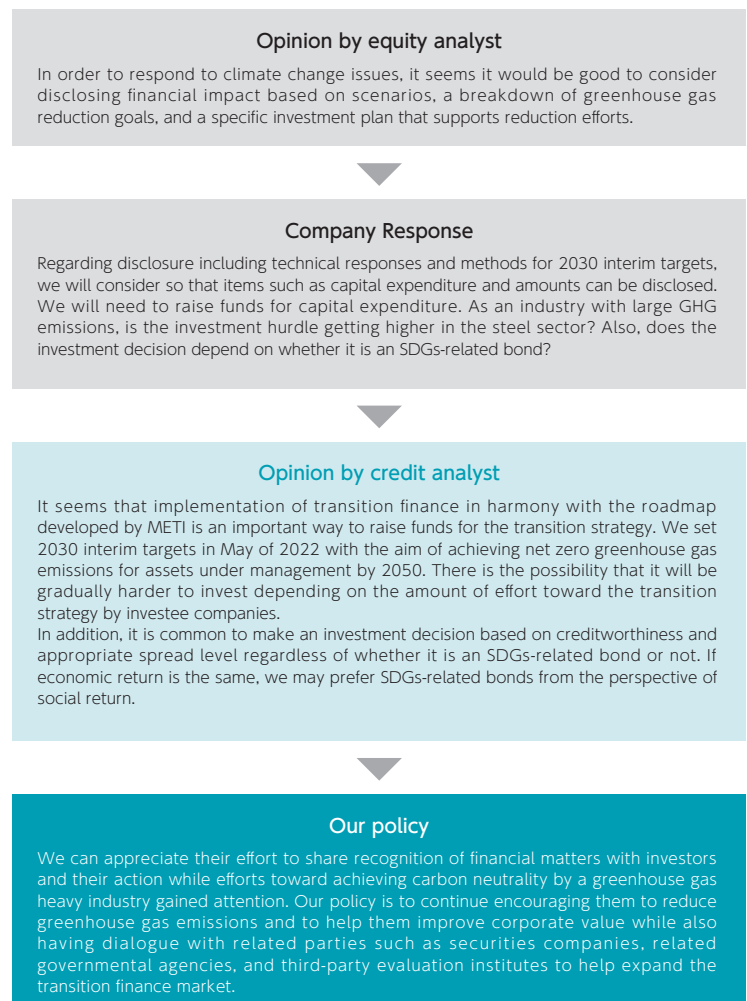 Opinion by equity analyst
In order to respond to climate change issues, it seems it would be good to consider
disclosing financial impact based on scenarios, a breakdown of greenhouse gas
reduction goals, and a specific investment plan that supports reduction efforts.
Company Response
Regarding disclosure including technical responses and methods for 2030 interim targets,
we will consider so that items such as capital expenditure and amounts can be disclosed.
We will need to raise funds for capital expenditure. As an industry with large GHG
emissions, is the investment hurdle getting higher in the steel sector? Also, does the
investment decision depend on whether it is an SDGs-related bond?
Opinion by credit analyst
It seems that implementation of transition finance in harmony with the roadmap
developed by METI is an important way to raise funds for the transition strategy. We set
2030 interim targets in May of 2022 with the aim of achieving net zero greenhouse gas
emissions for assets under management by 2050. There is the possibility that it will be
gradually harder to invest depending on the amount of effort toward the transition
strategy by investee companies.
In addition, it is common to make an investment decision based on creditworthiness and
appropriate spread level regardless of whether it is an SDGs-related bond or not. If
economic return is the same, we may prefer SDGs-related bonds from the perspective of
social return.
Our policy
We can appreciate their effort to share recognition of financial matters with investors
and their action while efforts toward achieving carbon neutrality by a greenhouse gas
heavy industry gained attention. Our policy is to continue encouraging them to reduce
greenhouse gas emissions and to help them improve corporate value while also
having dialogue with related parties such as securities companies, related
governmental agencies, and third-party evaluation institutes to help expand the
transition finance market.